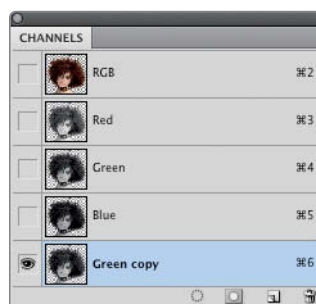 CHANNELS
RGB ⌘2
Red ⌘3
Green ⌘4
Blue ⌘5
Green copy ⌘6